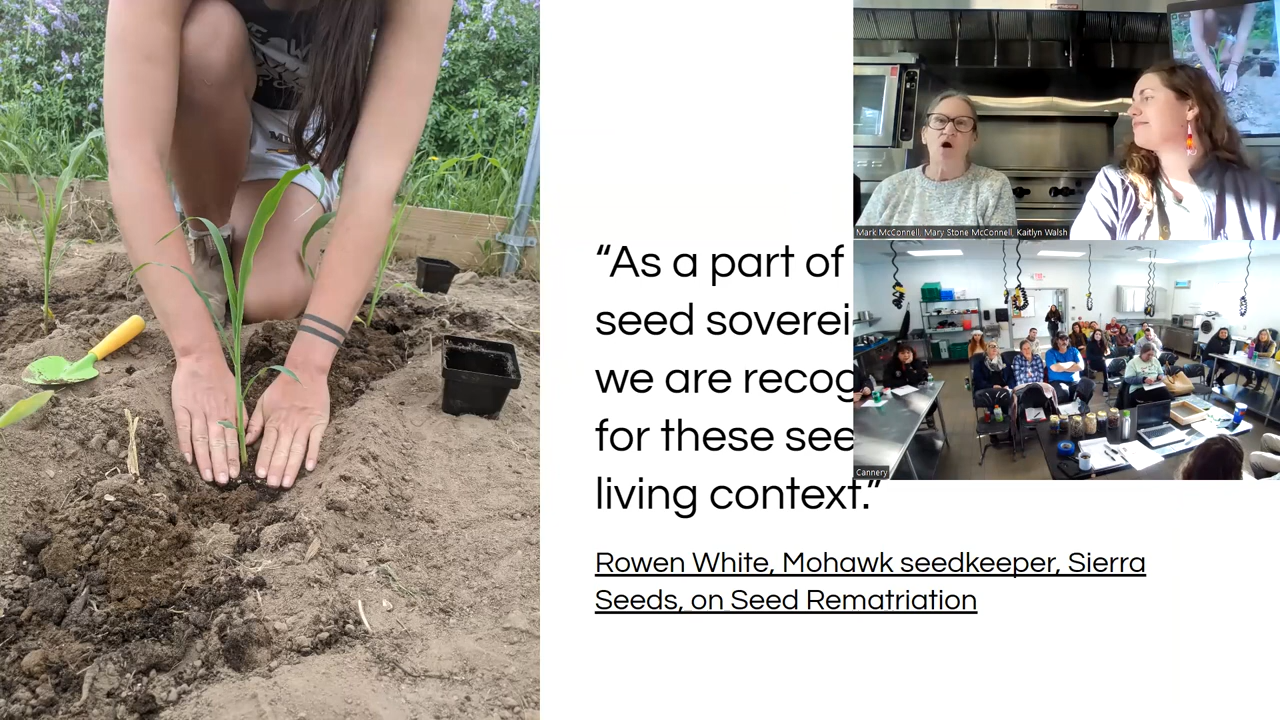 “As a part of
seed soverei
we are recog
for these see
living context.”
Rowen White, Mohawk seedkeeper, Sierra
Seeds, on Seed Rematriation
Mark McConnell, Mary Stone McConnell, Kaitlyn Walsh
Cannery